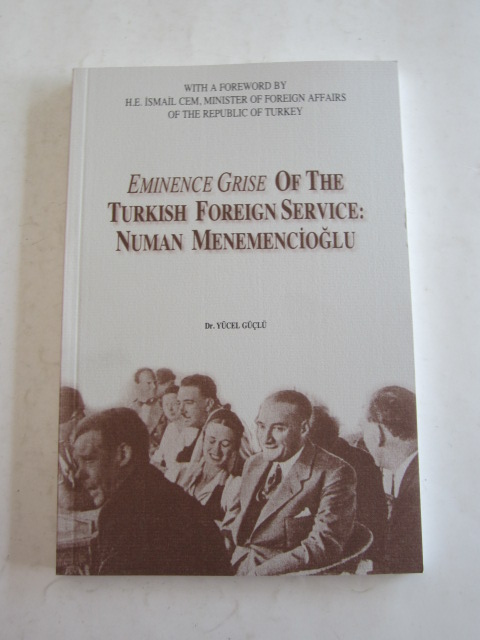 WITH A FOREWORD BY
H.E. İSMAİL CEM, MINISTER OF FOREIGN AFFAIRS
OF THE REPUBLIC OF TURKEY
EMINENCE GRISE OF THE
TURKISH FOREIGN SERVICE:
NUMAN MENEMENCİOĞLU
Dr. YÜCEL GÜÇLÜ